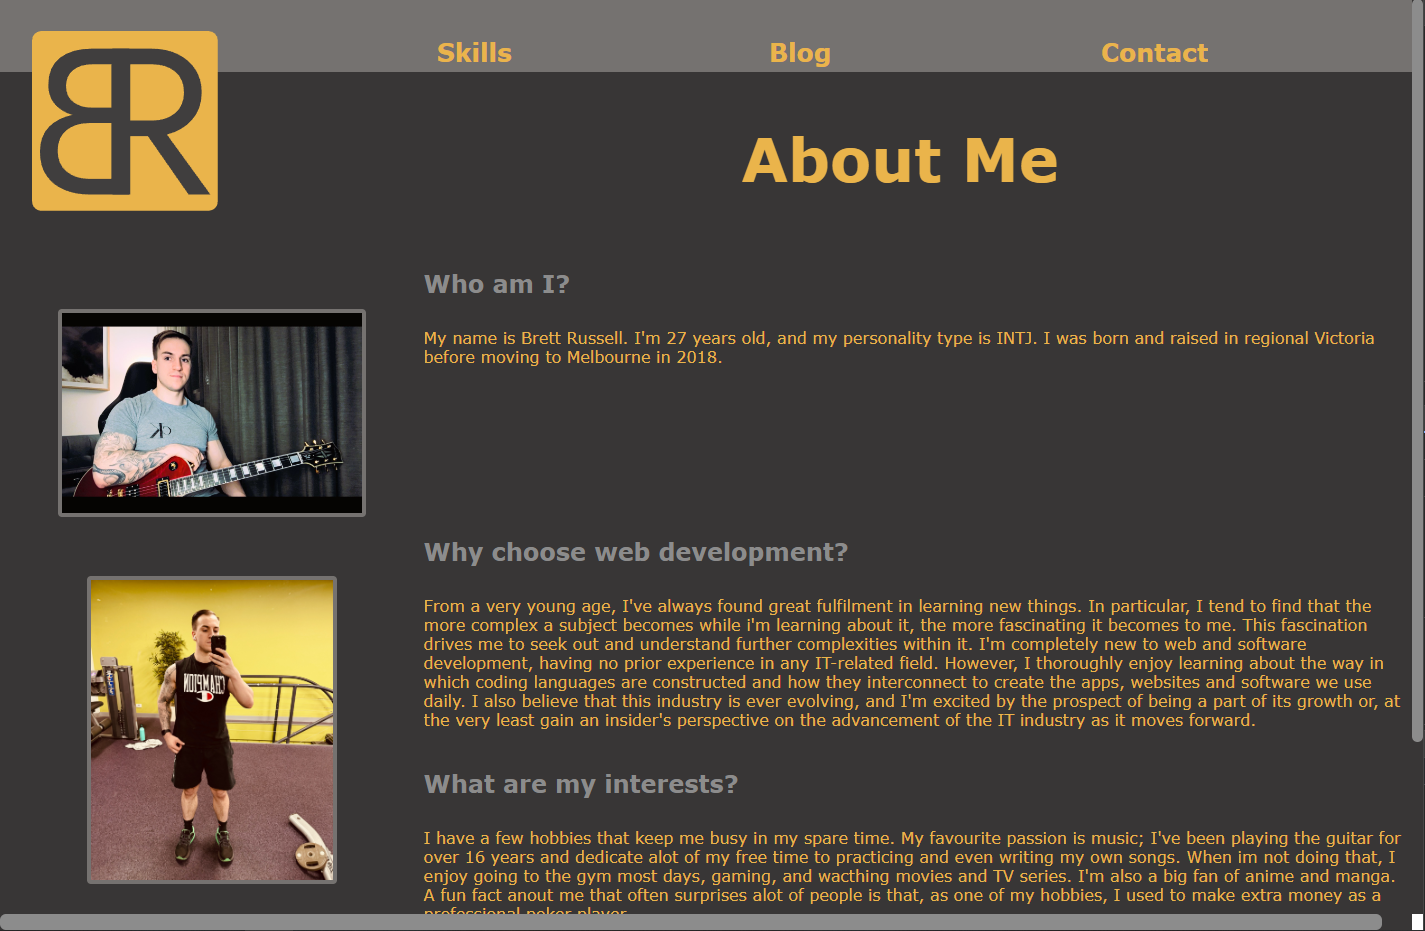 Skills Blog Contact
BR
About Me
Who am I?
My name is Brett Russell. I'm 27 years old, and my personality type is INTJ. I was born and raised in regional Victoria
before moving to Melbourne in 2018.
Why choose web development?
CHAMPION
From a very young age, I've always found great fulfilment in learning new things. In particular, I tend to find that the
more complex a subject becomes while i'm learning about it, the more fascinating it becomes to me. This fascination
drives me to seek out and understand further complexities within it. I'm completely new to web and software
development, having no prior experience in any IT-related field. However, I thoroughly enjoy learning about the way in
which coding languages are constructed and how they interconnect to create the apps, websites and software we use
daily. I also believe that this industry is ever evolving, and I'm excited by the prospect of being a part of its growth or, at
the very least gain an insider's perspective on the advancement of the IT industry as it moves forward.
What are my interests?
I have a few hobbies that keep me busy in my spare time. My favourite passion is music; I've been playing the guitar for
over 16 years and dedicate alot of my free time to practicing and even writing my own songs. When im not doing that, I
enjoy going to the gym most days, gaming, and wacthing movies and TV series. I'm also a big fan of anime and manga.
A fun fact anout me that often surprises alot of people is that, as one of my hobbies, I used to make extra money as a
professional poker player.